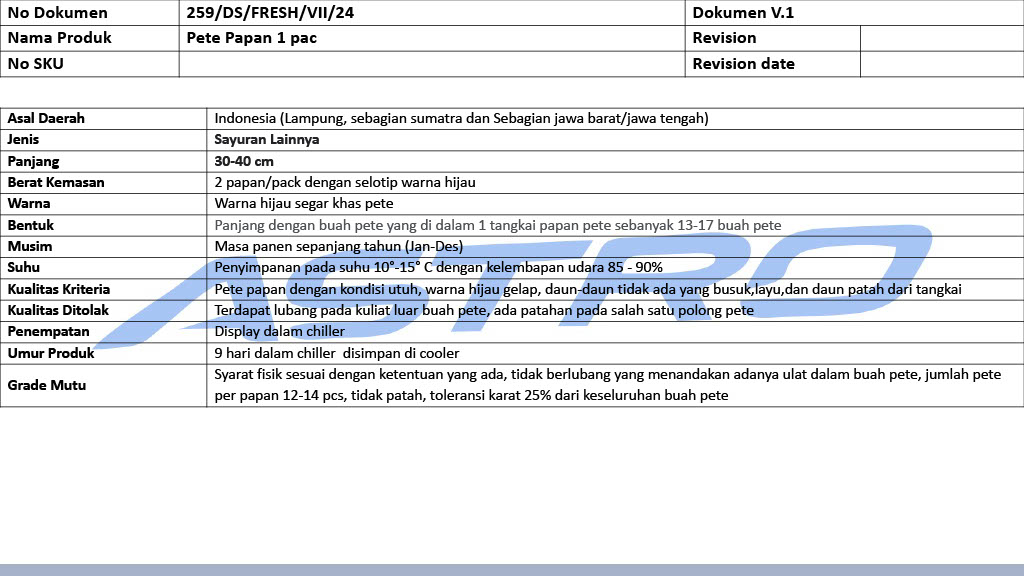 No Dokumen 259/DS/FRESH/VII/24 Dokumen V.1
Nama Produk Pete Papan 1 pac Revision
No SKU Revision date
Asal Daerah Indonesia (Lampung, sebagian sumatra dan Sebagian jawa barat/jawa tengah)
Jenis Sayuran Lainnya
Panjang 30-40 cm
Berat Kemasan 2 papan/pack dengan selotip warna hijau
Warna Warna hijau segar khas pete
Bentuk Panjang dengan buah pete yang di dalam 1 tangkai papan pete sebanyak 13-17 buah pete
Musim Masa panen sepanjang tahun (Jan-Des)
Suhu Penyimpanan pada suhu 10°-15° C dengan kelembapan udara 85 - 90%
Kualitas Kriteria Pete papan dengan kondisi utuh, warna hijau gelap, daun-daun tidak ada yang busuk,layu,dan daun patah dari tangkai
Kualitas Ditolak Terdapat lubang pada kuliat luar buah pete, ada patahan pada salah satu polong pete
Penempatan Display dalam chiller
Umur Produk 9 hari dalam chiller disimpan di cooler
Grade Mutu Syarat fisik sesuai dengan ketentuan yang ada, tidak berlubang yang menandakan adanya ulat dalam buah pete, jumlah pete
per papan 12-14 pcs, tidak patah, toleransi karat 25% dari keseluruhan buah pete
ASTRO